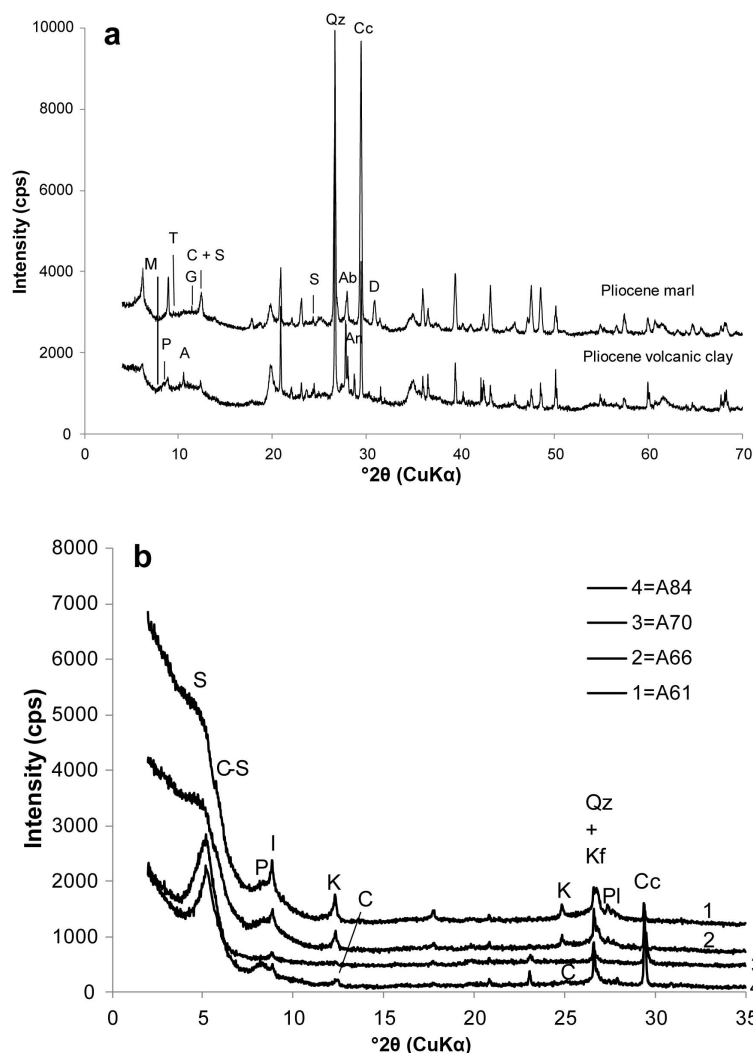 a
10000
8000
6000
4000
2000
0
Intensity (cps)
Qz
Cc
M
T
C + S
G
S
Ab
D
Pliocene marl
P
A
An
Pliocene volcanic clay
0 10 20 30 40 50 60 70
°2θ (CuKα)
b
8000
7000
6000
5000
4000
3000
2000
1000
0
Intensity (cps)
4=A84
3=A70
2=A66
1=A61
S
C-S
P
I
K
C
K
Qz
+
Kf
Pl
Cc
C
1
2
3
4
0 5 10 15 20 25 30 35
°2θ (CuKα)